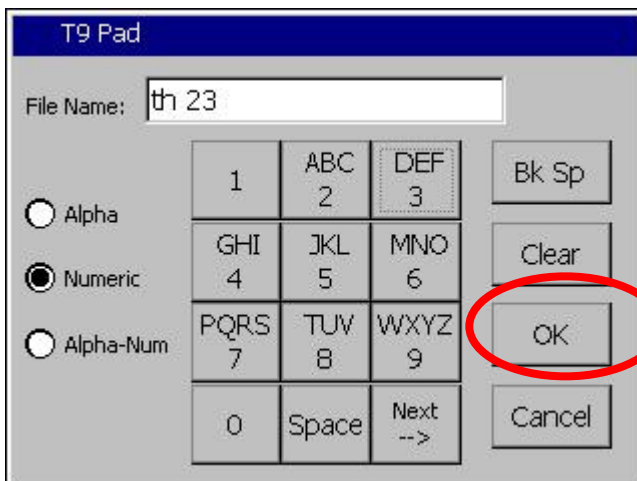 T9 Pad
File Name: th 23
1
ABC
2
DEF
3
Bk Sp
Alpha
GHI
4
JKL
5
MNO
6
Clear
Numeric
PQRS
7
TUV
8
WXYZ
9
OK
Alpha-Num
0
Space
Next
-->
Cancel